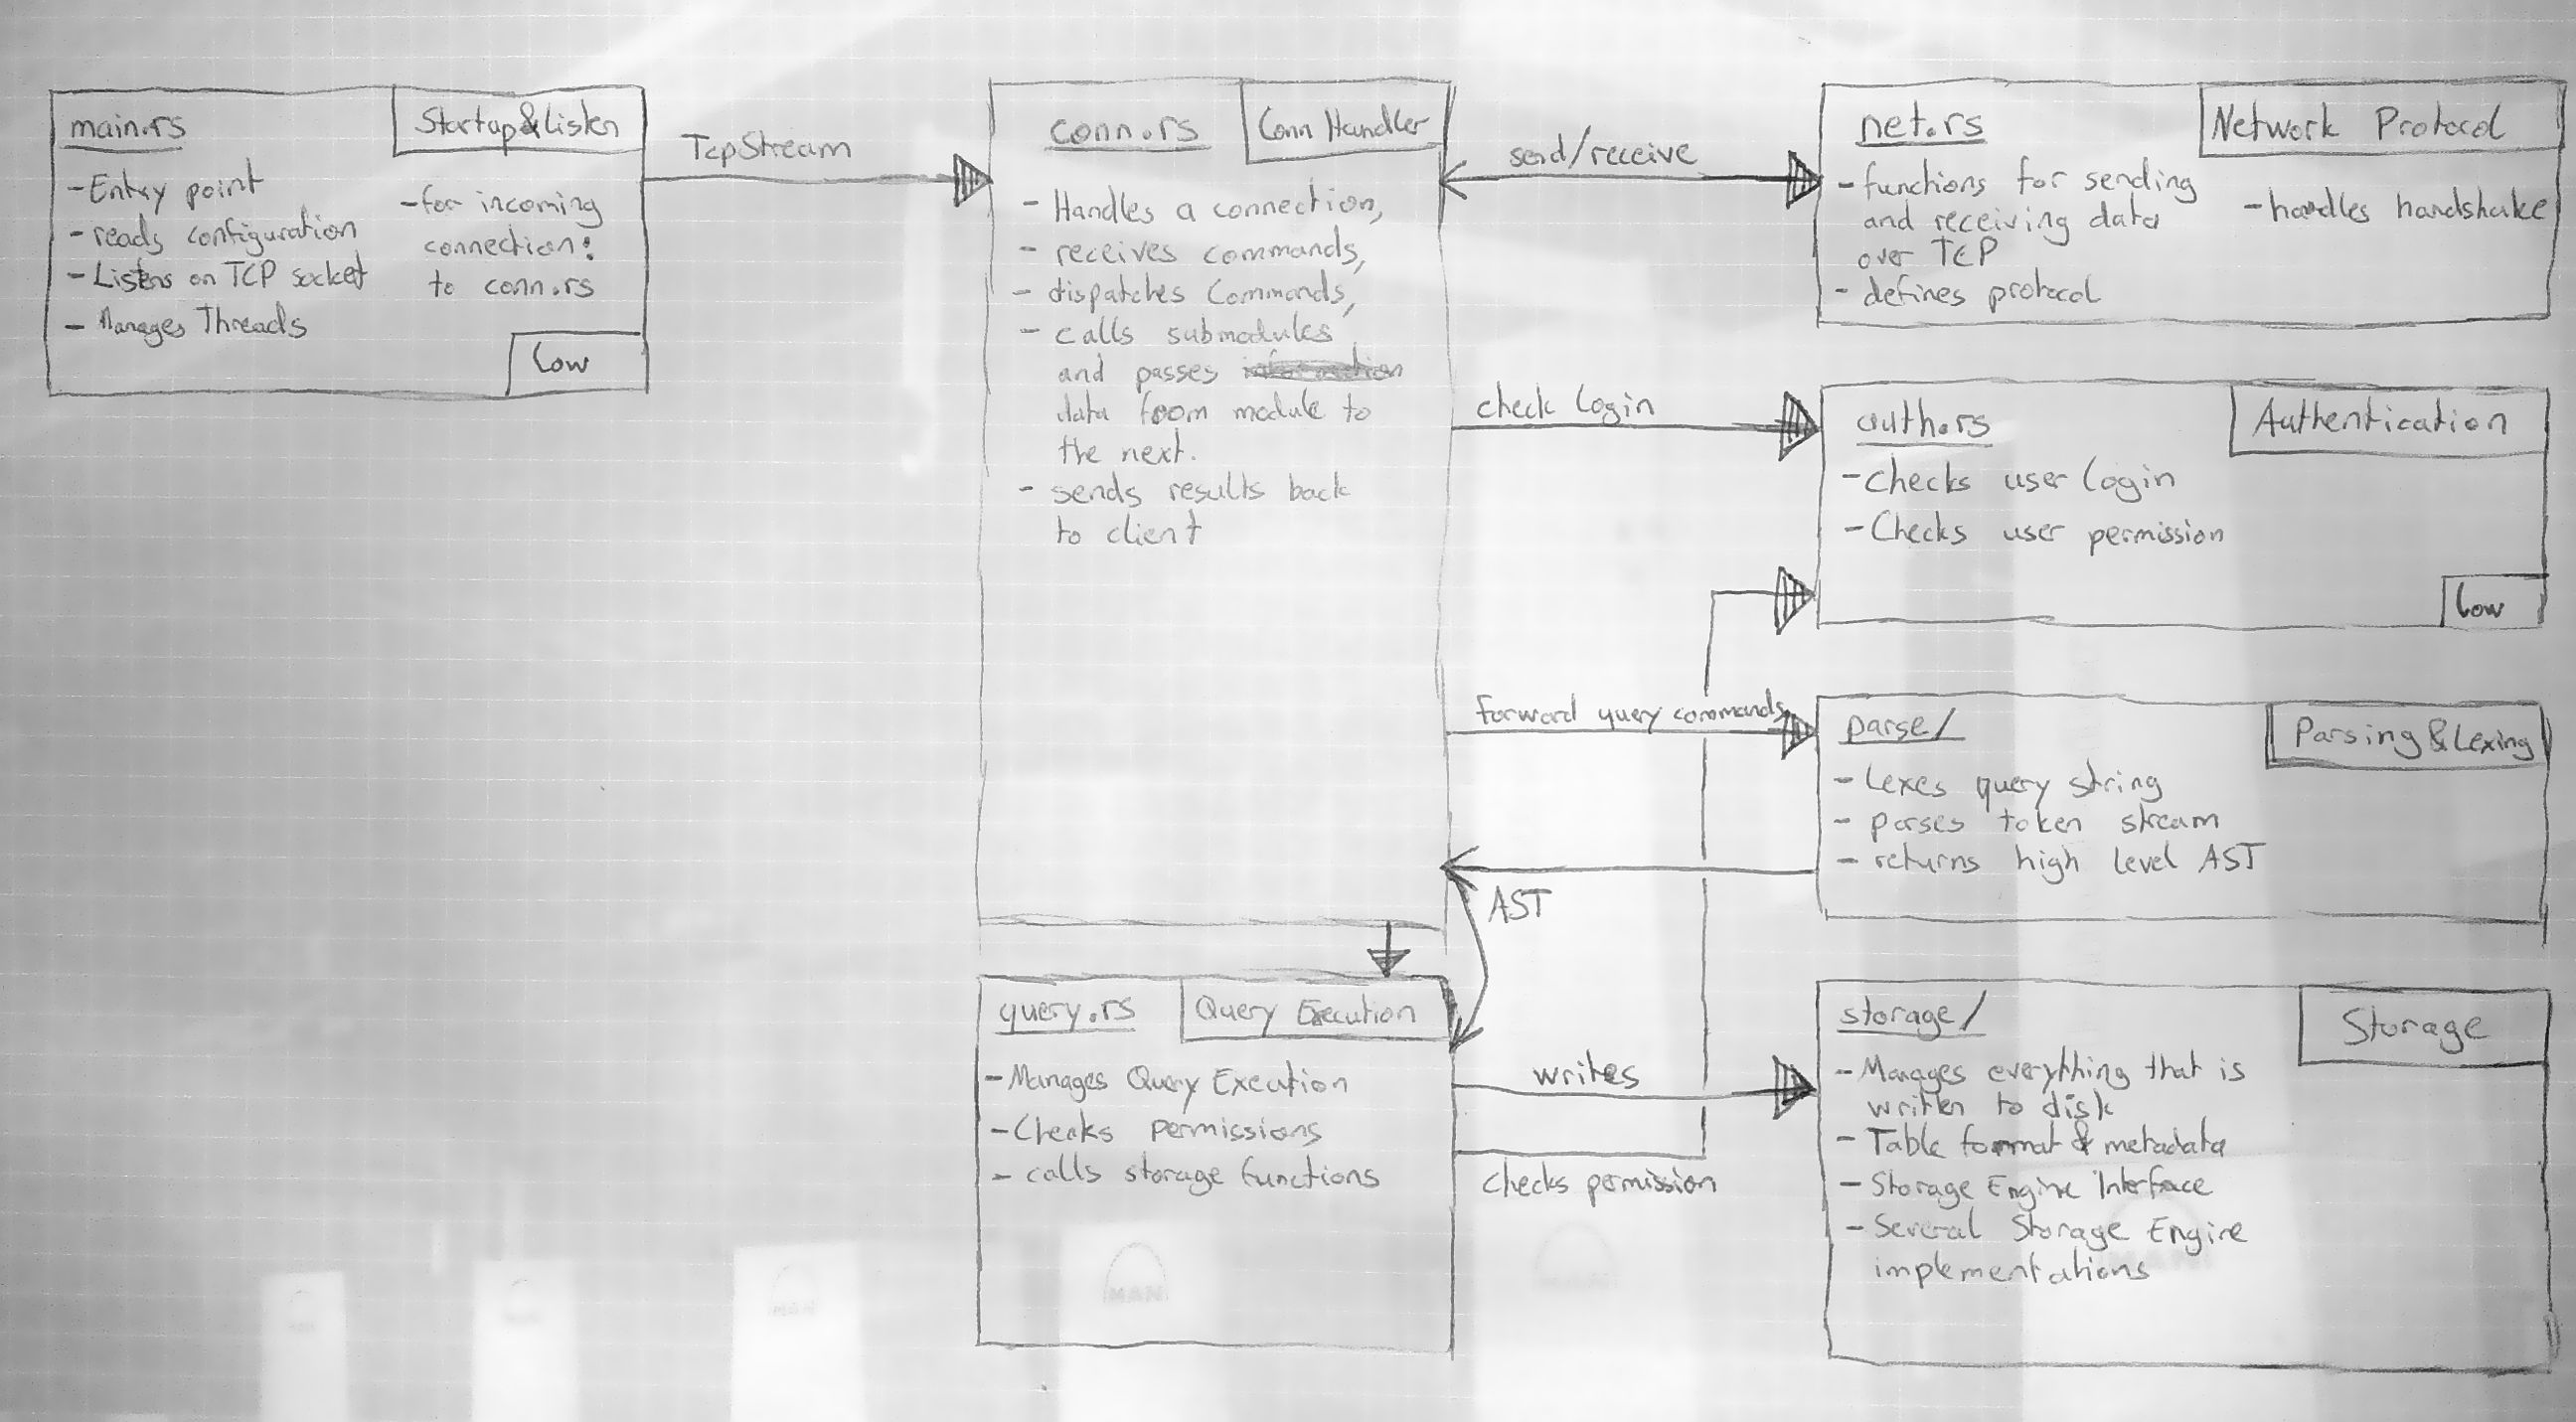 main.rs
Startup&Listen
-Entry point
-reads configuration
-Listens on TCP socket
- Manages Threads
-for incoming
connection:
to conn.rs
Low
TcpStream
conn.rs
Conn Handler
- Handles a connection,
- receives commands,
- dispatches Commands,
- calls submodules
and passes
data from module to
the next.
- sends results back
to client
send/receive
net.rs
Network Protocol
- functions for sending
and receiving data
over TCP
- defines protocol
-handles handshake
check Login
auth.rs
Authentication
-Checks user login
-Checks user permission
Low
forward query commands
parse/
Parsing&Lexing
- Lexes query string
- parses token stream
- returns high level AST
AST
query.rs
Query Execution
-Manages Query Execution
-Checks permissions
- calls storage functions
writes
checks permission
storage/
Storage
- Manages everything that is
written to disk
- Table format & metadata
- Storage Engine Interface
- Several Storage Engine
implementations
MAN